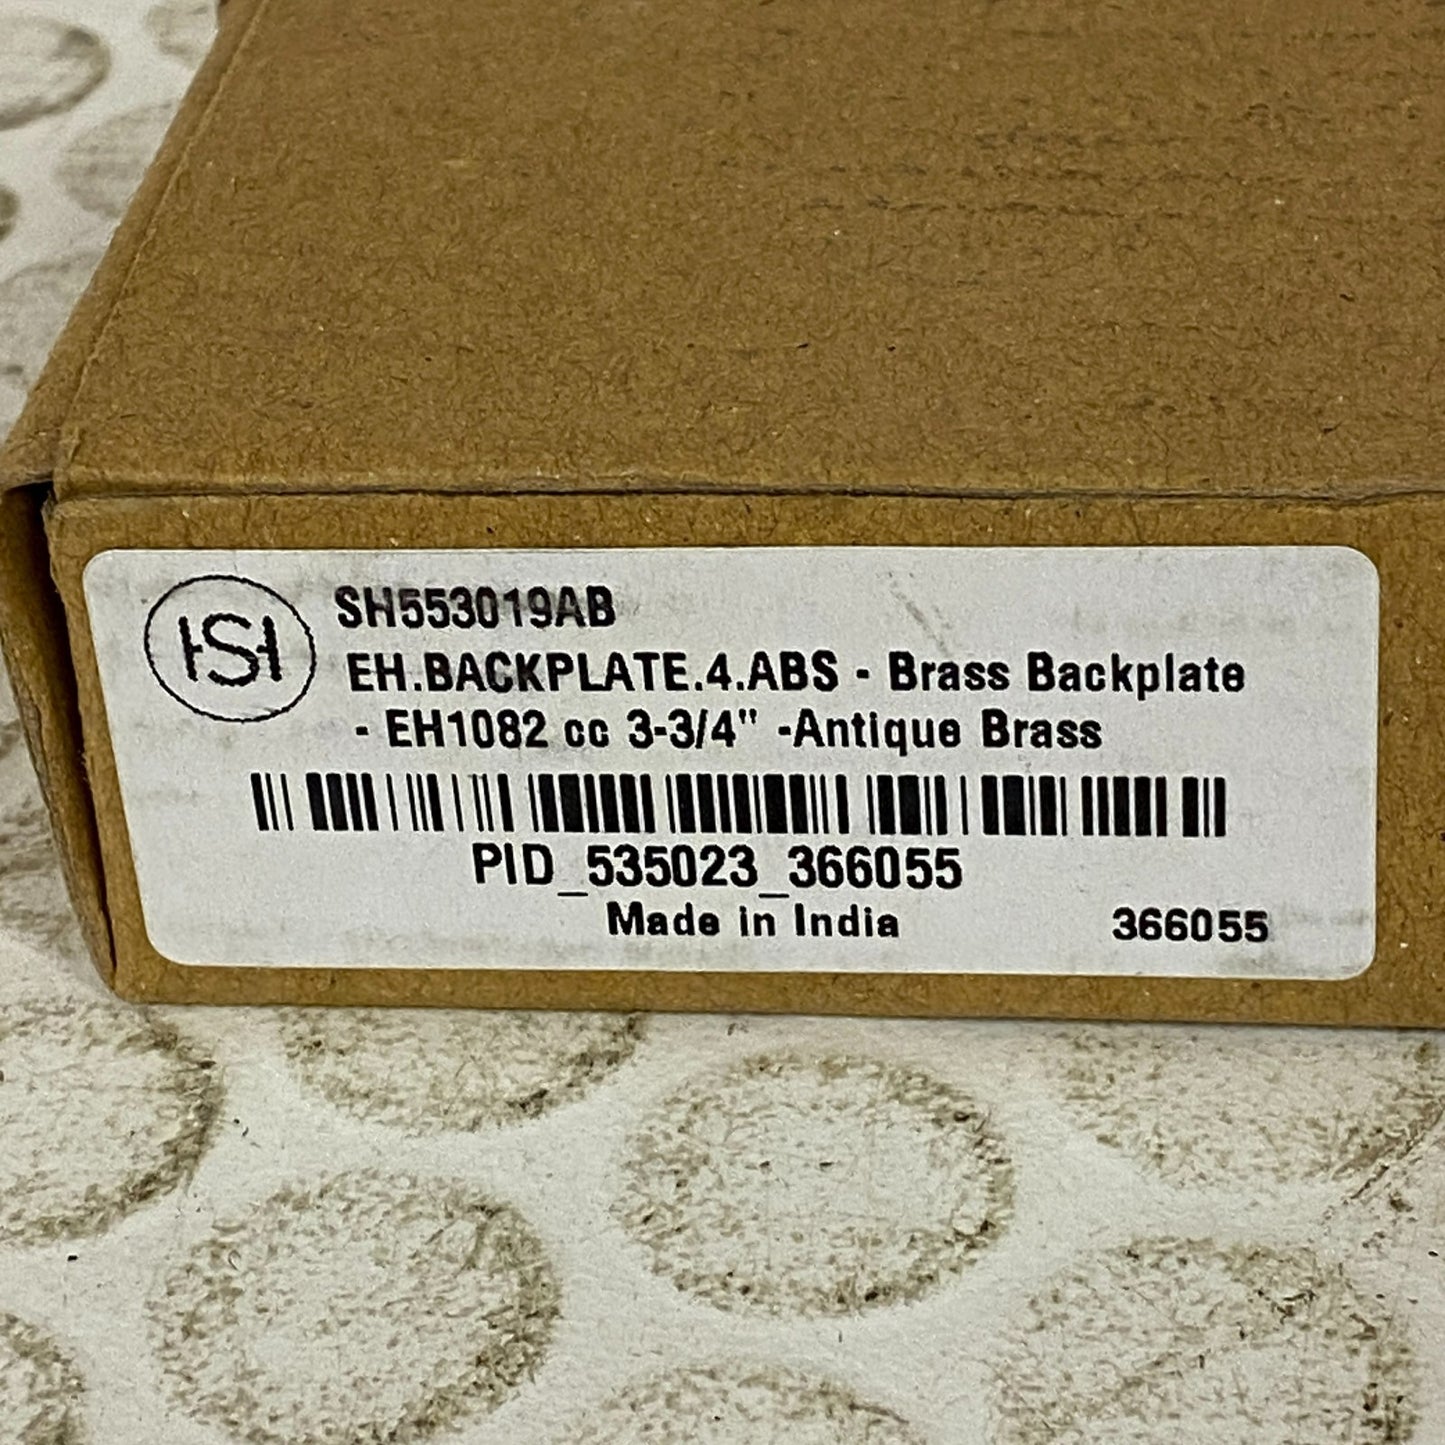 HSH
SH553019AB
EH.BACKPLATE.4.ABS - Brass Backplate
- EH1082 cc 3-3/4" -Antique Brass
PID_535023_366055
Made in India
366055